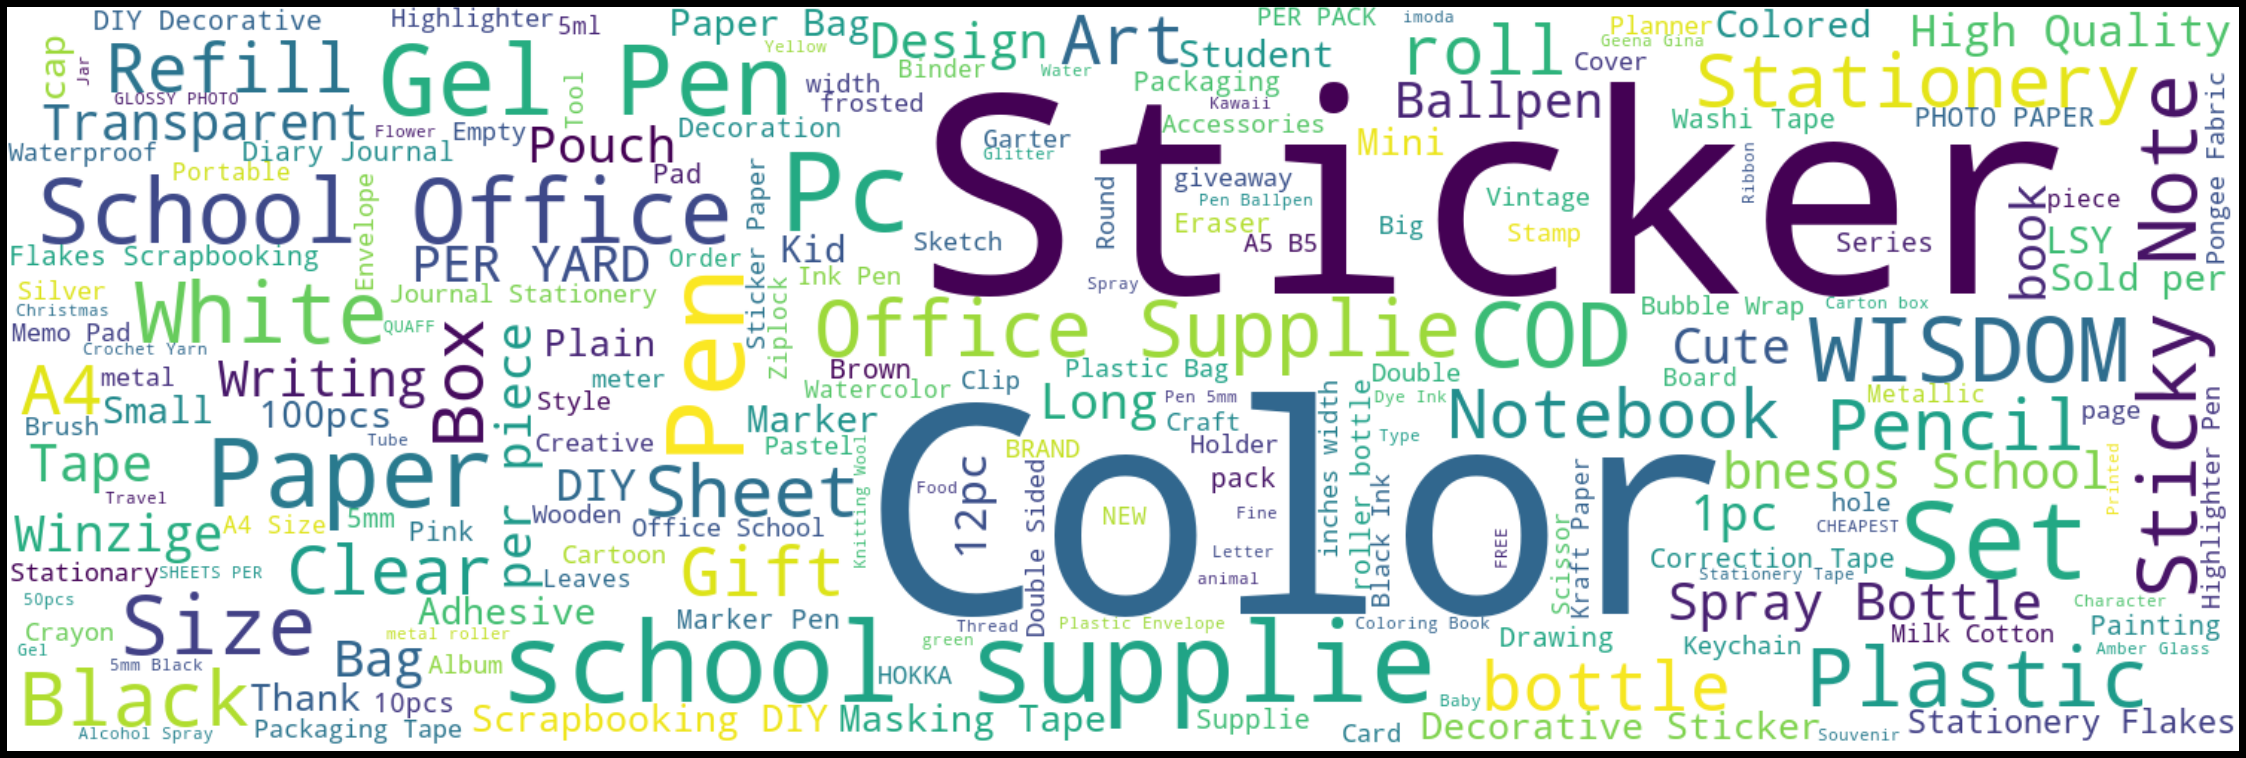 DIY Decorative
Highlighter
5ml
Paper Bag
Design
Art
PER PACK
imoda
Planner
Colored
High Quality
cap
Jar
Refill
Gel Pen
Yellow
Binder
Water
Student
roll
Geena Gina
Cover
Stationery
GLOSSY PHOTO
Tool
width
frosted
Packaging
Kawaii
Ballpen
Transparent
Flower
Empty
Pouch
Decoration
Garter
Glitter
Accessories
Mini
Washi Tape
PHOTO PAPER
Sticky Note
Pongee Fabric
Waterproof
Diary Journal
Portable
Pad
Sticker Paper
Pc
Sticker
Round
giveaway
Pen Ballpen
Eraser
A5 B5
Big
Vintage
Stamp
Ribbon
Series
book
piece
LSY
Sold per
School
Office
Envelope
Flakes Scrapbooking
PER YARD
Order
Kid
Sketch
Ink Pen
Spray
Silver
Christmas
White
Journal Stationery
QUAFF
Pen
Ziplock
Office Supplie
COD
Bubble Wrap
Carton box
Memo Pad
Crochet Yarn
Box
per piece
Plain
Brown
Plastic Bag
Cute
WISDOM
A4
metal
Writing
meter
Watercolor
Clip
Double
Board
Metallic
Small
100pcs
Style
Marker
Long
Pen 5mm
Craft
inches width
roller bottle
Dye Ink
Notebook
Pencil
page
Brush
Tube
Creative
Pastel
Color
BRAND
Holder
Type
Highlighter Pen
Tape
Paper
DIY
Sheet
Knitting Wool
Food
12pc
Double Sided
pack
Black Ink
Kraft Paper
bnesos School
Printed
Travel
Winzige
A4 Size
5mm
Pink
Wooden
Office School
NEW
Fine
FREE
Scissor
1pc
hole
CHEAPEST
Set
Clear
Cartoon
Gift
Letter
Correction Tape
Stationary
SHEETS PER
Leaves
animal
Stationery Tape
50pcs
Size
Adhesive
Marker Pen
Thread
Plastic Envelope
Coloring Book
Spray Bottle
Character
Crayon
metal roller
green
Drawing
Keychain
Milk Cotton
Painting
Gel
5mm Black
Bag
Album
school supplie
HOKKA
Amber Glass
Black
Thank
10pcs
Baby
bottle
Plastic
Alcohol Spray
Packaging Tape
Scrapbooking DIY
Masking Tape
Supplie
Card
Decorative Sticker
Souvenir
Stationery Flakes